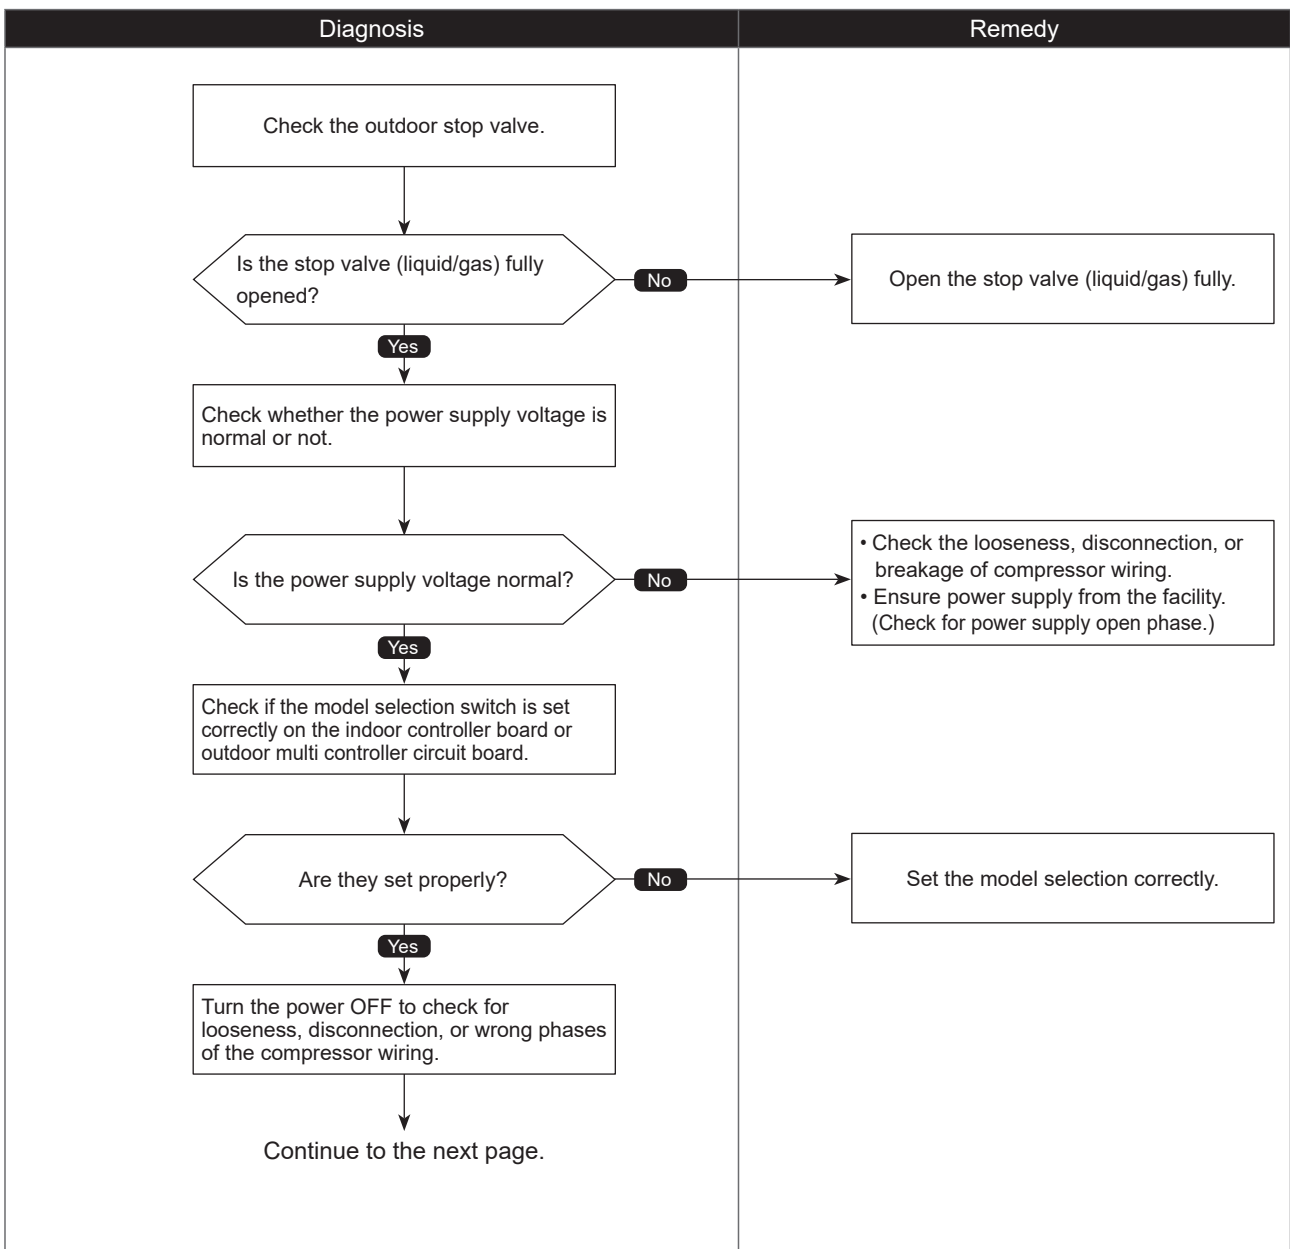 Diagnosis
Remedy
Check the outdoor stop valve.
Is the stop valve (liquid/gas) fully
opened?
No
Open the stop valve (liquid/gas) fully.
Yes
Check whether the power supply voltage is
normal or not.
Is the power supply voltage normal?
No
• Check the looseness, disconnection, or
breakage of compressor wiring.
• Ensure power supply from the facility.
(Check for power supply open phase.)
Yes
Check if the model selection switch is set
correctly on the indoor controller board or
outdoor multi controller circuit board.
Are they set properly?
No
Set the model selection correctly.
Yes
Turn the power OFF to check for
looseness, disconnection, or wrong phases
of the compressor wiring.
Continue to the next page.